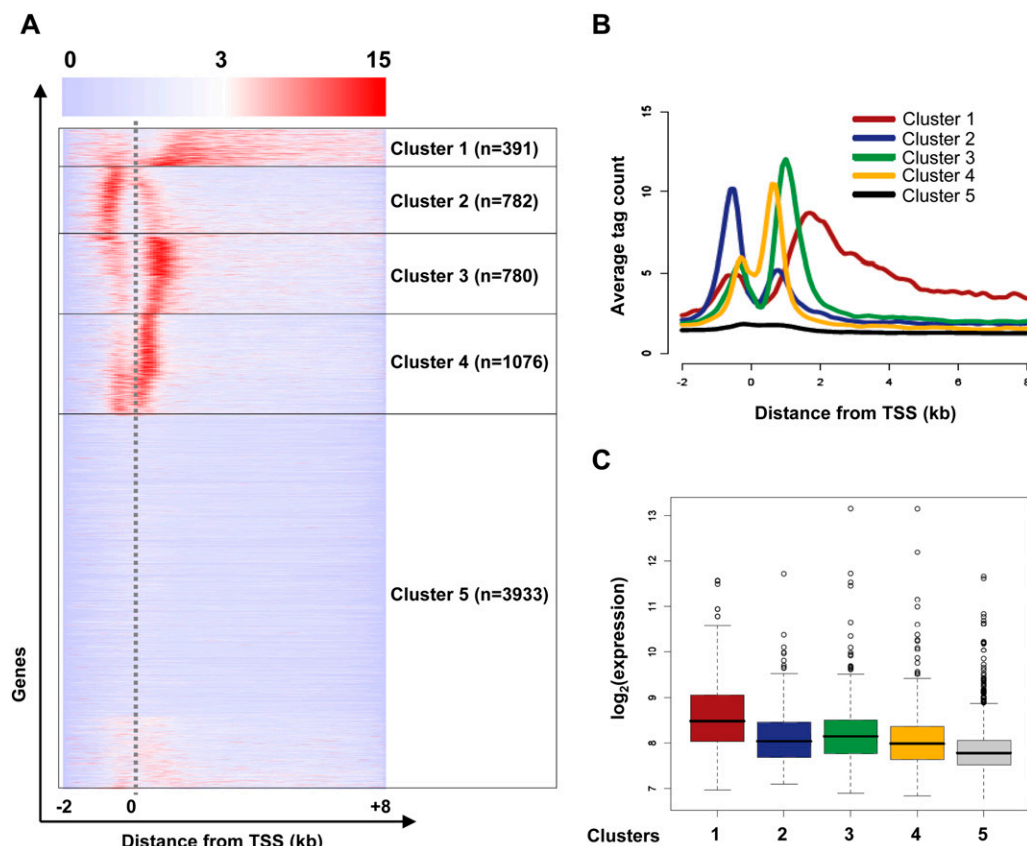 A
0 3 15
Cluster 1 (n=391)
Cluster 2 (n=782)
Cluster 3 (n=780)
Cluster 4 (n=1076)
Cluster 5 (n=3933)
Genes
-2 0 +8
Distance from TSS (kb)
B
15
10
5
0
Average tag count
Cluster 1
Cluster 2
Cluster 3
Cluster 4
Cluster 5
-2 0 2 4 6 8
Distance from TSS (kb)
C
13
12
11
10
9
8
7
log2(expression)
Clusters 1 2 3 4 5